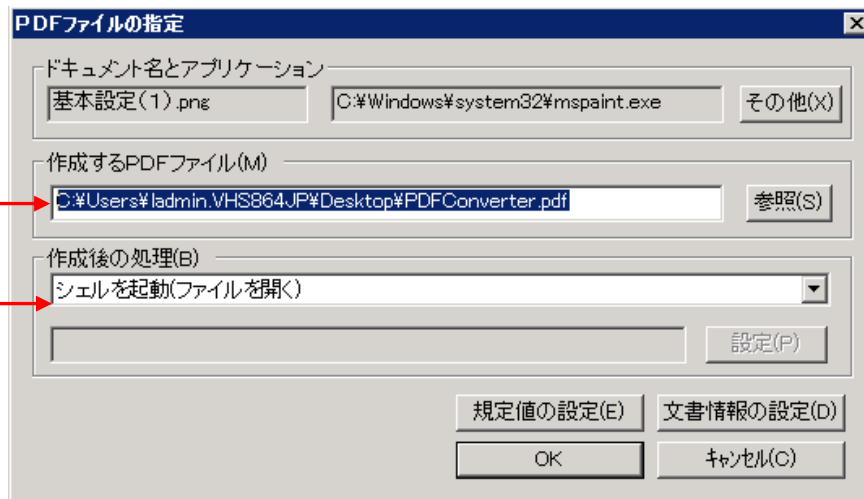 PDFファイルの指定
ドキュメント名とアプリケーション
基本設定(1).png
C:¥Windows¥system32¥mspaint.exe
その他(X)
作成するPDFファイル(M)
C:¥Users¥ladmin.VHS864JP¥Desktop¥PDFConverter.pdf
参照(S)
作成後の処理(B)
シェルを起動(ファイルを開く)
設定(P)
規定値の設定(E)
文書情報の設定(D)
OK
キャンセル(C)